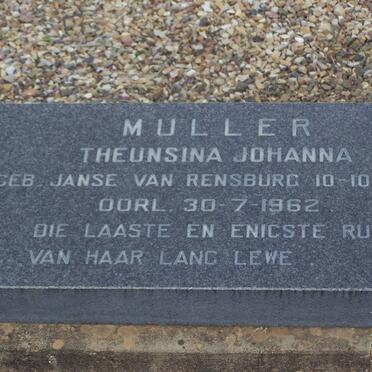 MULLER
THEUNSINA JOHANNA
GEB. JANSE VAN RENSBURG 10-10
OORL. 30-7-1962
DIE LAASTE EN ENIGSTE RU
VAN HAAR LANG LEWE.